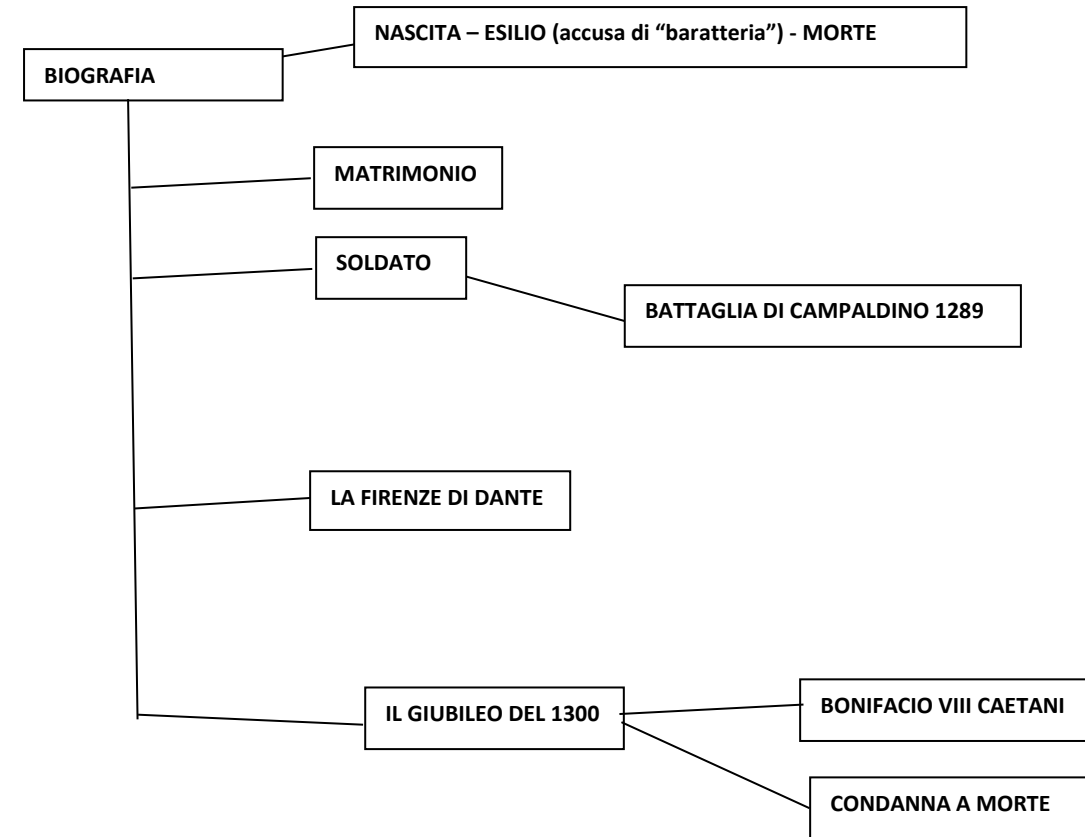 NASCITA – ESILIO (accusa di “baratteria”) - MORTE
BIOGRAFIA
MATRIMONIO
SOLDATO
BATTAGLIA DI CAMPALDINO 1289
LA FIRENZE DI DANTE
IL GIUBILEO DEL 1300
BONIFACIO VIII CAETANI
CONDANNA A MORTE